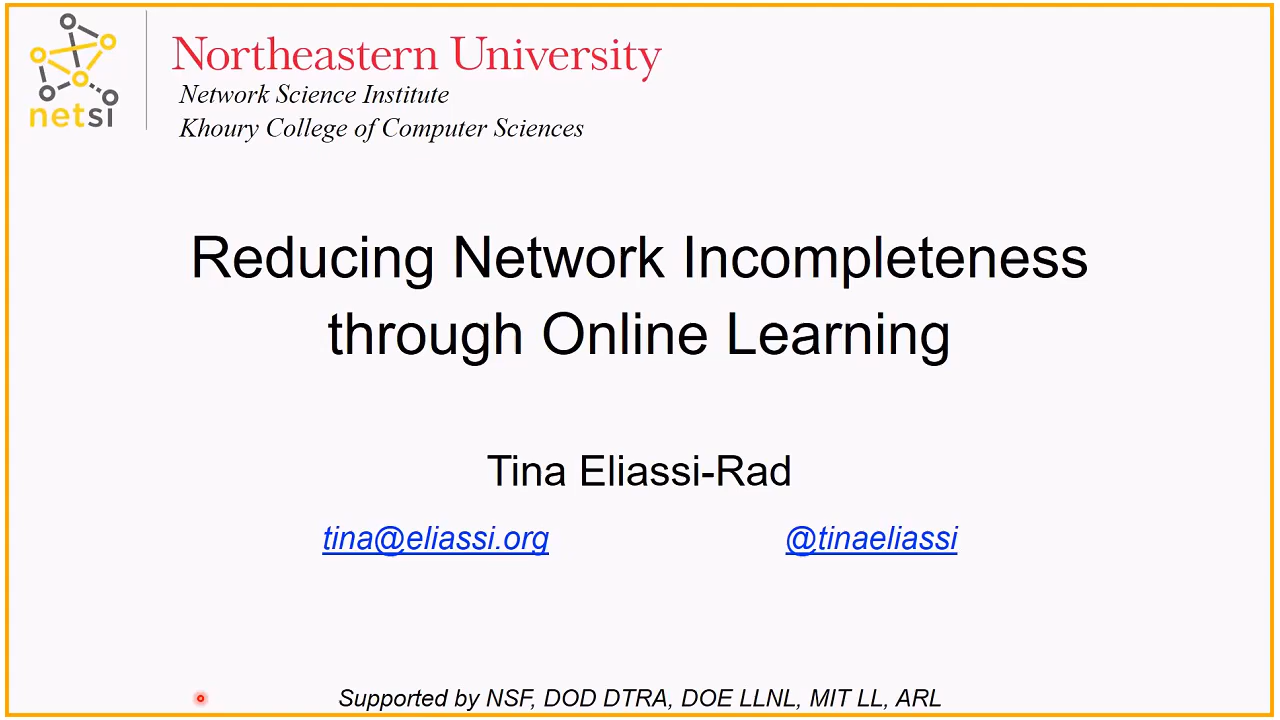 netsi
Northeastern University
Network Science Institute
Khoury College of Computer Sciences
Reducing Network Incompleteness
through Online Learning
Tina Eliassi-Rad
tina@eliassi.org @tinaeliassi
Supported by NSF, DOD DTRA, DOE LLNL, MIT LL, ARL